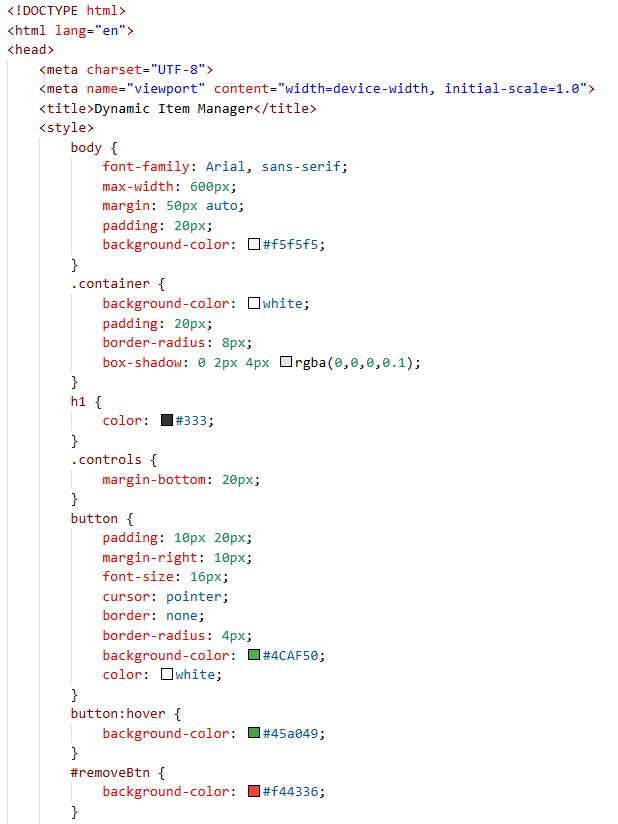 <!DOCTYPE html>
<html lang="en">
<head>
    <meta charset="UTF-8">
    <meta name="viewport" content="width=device-width, initial-scale=1.0">
    <title>Dynamic Item Manager</title>
    <style>
        body {
            font-family: Arial, sans-serif;
            max-width: 600px;
            margin: 50px auto;
            padding: 20px;
            background-color: #f5f5f5;
        }
        .container {
            background-color: white;
            padding: 20px;
            border-radius: 8px;
            box-shadow: 0 2px 4px rgba(0,0,0,0.1);
        }
        h1 {
            color: #333;
        }
        .controls {
            margin-bottom: 20px;
        }
        button {
            padding: 10px 20px;
            margin-right: 10px;
            font-size: 16px;
            cursor: pointer;
            border: none;
            border-radius: 4px;
            background-color: #4CAF50;
            color: white;
        }
        button:hover {
            background-color: #45a049;
        }
        #removeBtn {
            background-color: #f44336;
        }